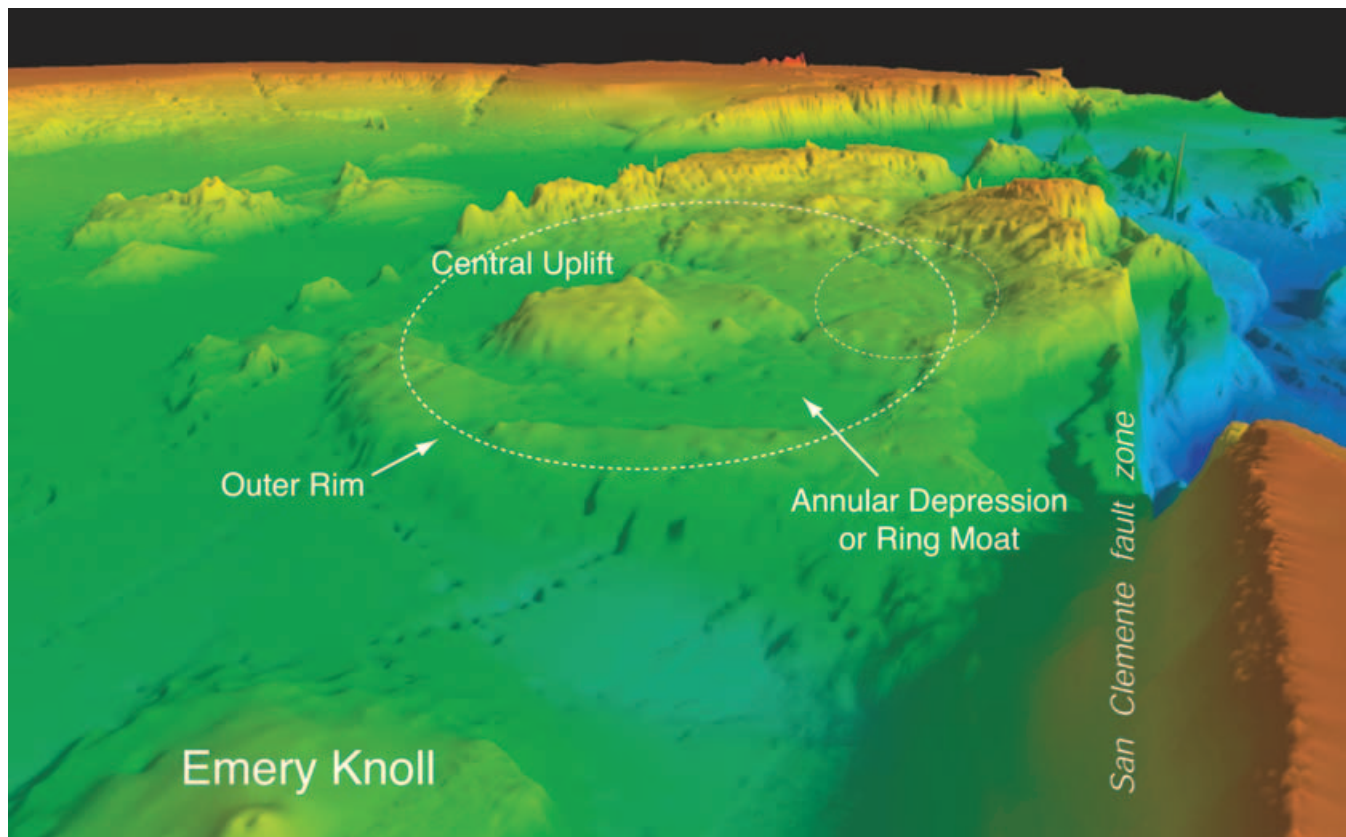 Central Uplift
Outer Rim
Annular Depression
or Ring Moat
San Clemente fault zone
Emery Knoll